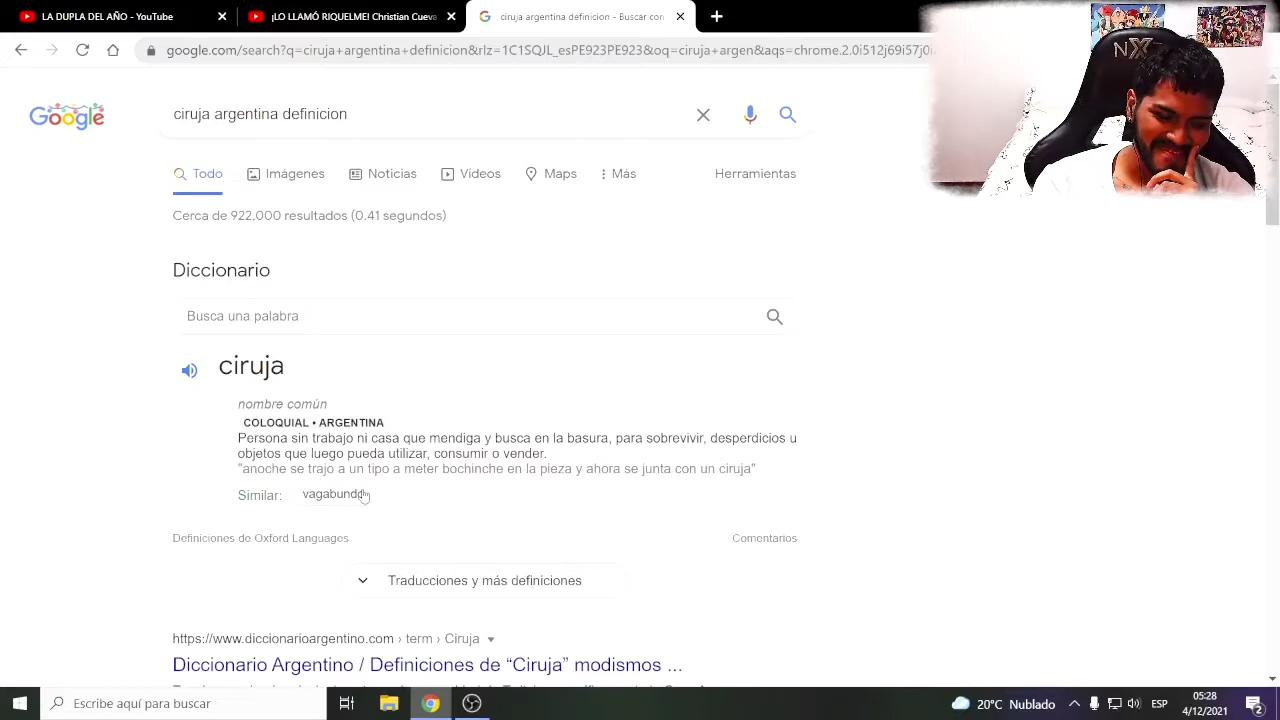 LA DUPLA DEL AÑO - YouTube
¡LO LLAMÓ RIQUELME! Christian Cueva
ciruja argentina definicion - Buscar con
google.com/search?q=ciruja+argentina+definicion&rlz=1C1SQJL_esPE923PE923&oq=ciruja+argen&aqs=chrome.2.0i512j69i57j0i
NXX
Google
ciruja argentina definicion
Todo
Imágenes
Noticias
Vídeos
Maps
Más
Herramientas
Cerca de 922,000 resultados (0.41 segundos)
Diccionario
Busca una palabra
ciruja
nombre común
COLOQUIAL • ARGENTINA
Persona sin trabajo ni casa que mendiga y busca en la basura, para sobrevivir, desperdicios u
objetos que luego pueda utilizar, consumir o vender.
"anoche se trajo a un tipo a meter bochinche en la pieza y ahora se junta con un ciruja"
Similar:
vagabundo
Definiciones de Oxford Languages
Comentarios
Traducciones y más definiciones
https://www.diccionarioargentino.com › term › Ciruja
Diccionario Argentino / Definiciones de “Ciruja” modismos ...
Escribe aquí para buscar
20°C Nublado
ESP
05:28
4/12/2021
2